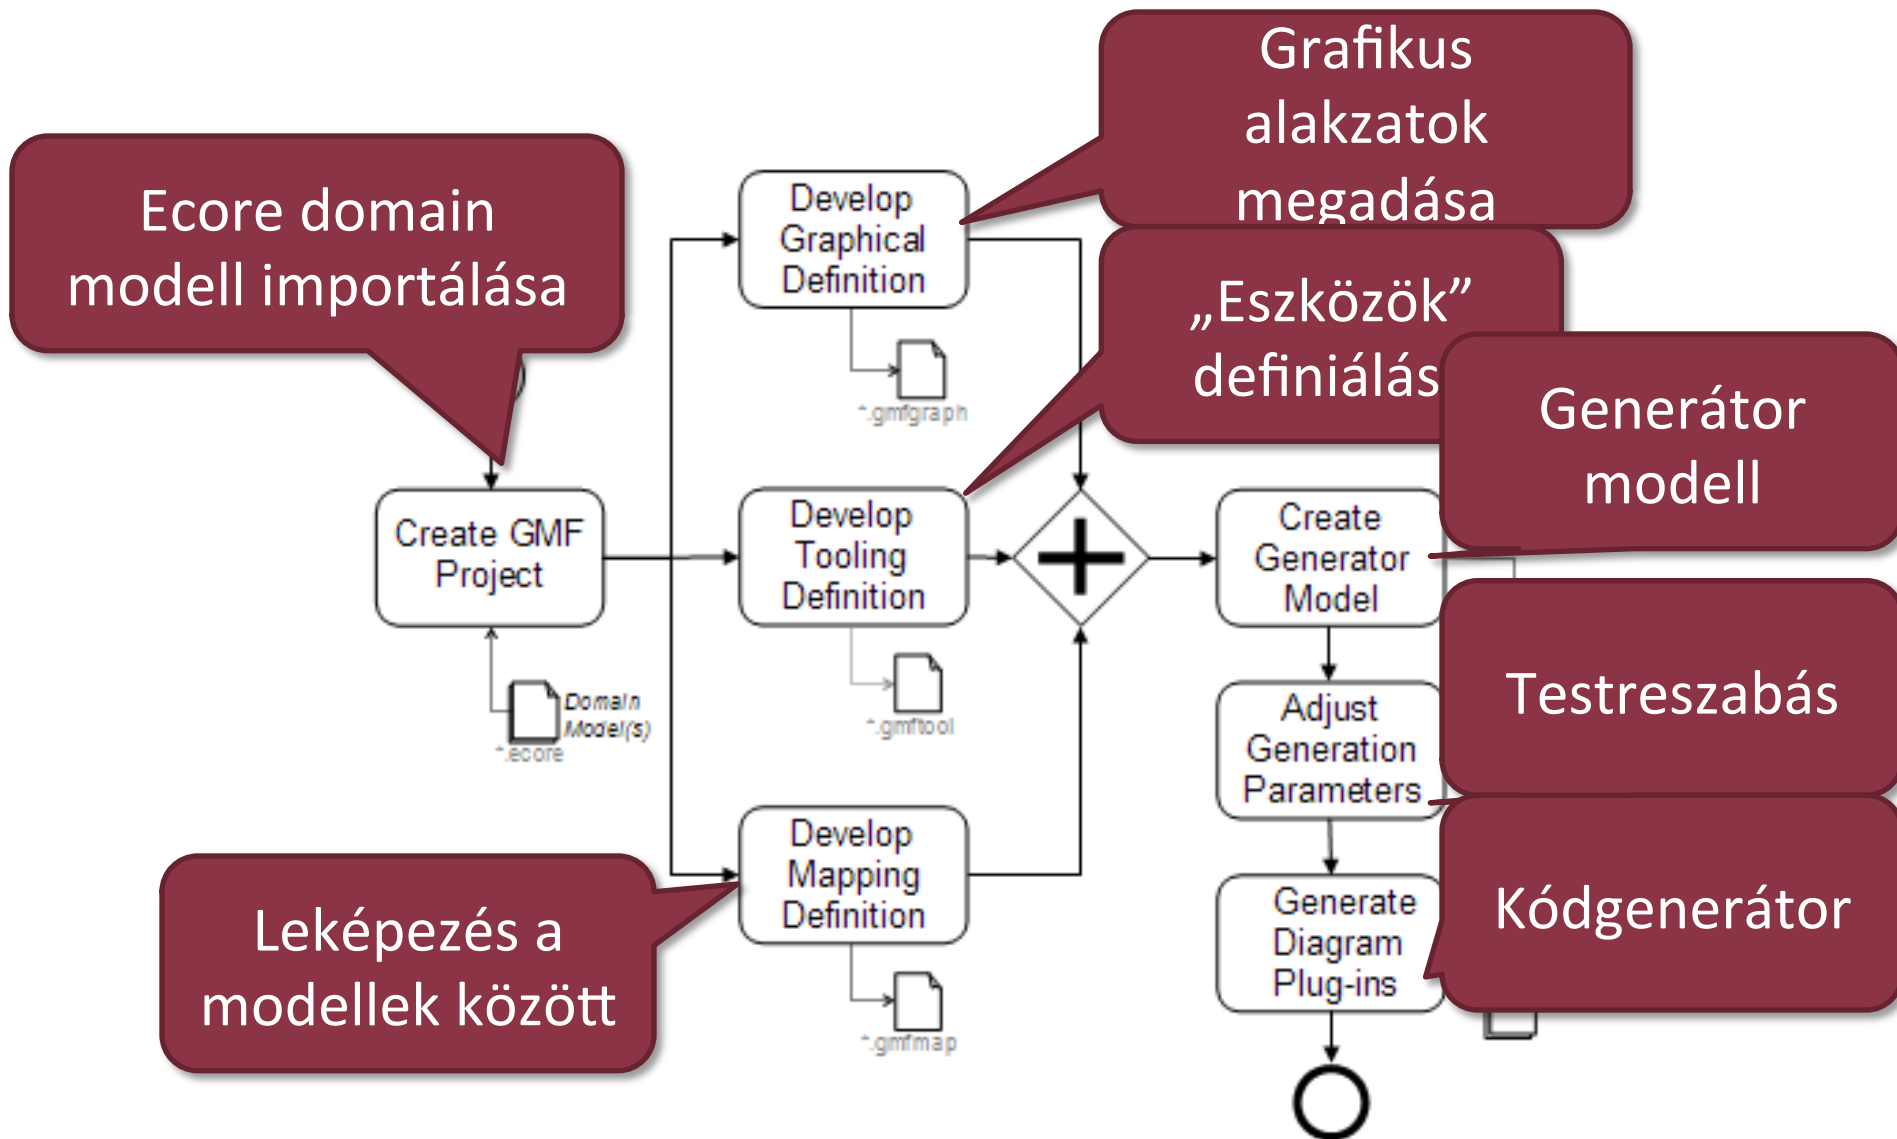 Grafikus
alakzatok
megadása
Ecore domain
modell importálása
Develop
Graphical
Definition
*.gmfgraph
„Eszközök”
definiálás
Generátor
modell
Create GMF
Project
Develop
Tooling
Definition
*.gmftool
Create
Generator
Model
Domain
Model(s)
*.ecore
Testreszabás
Adjust
Generation
Parameters
Develop
Mapping
Definition
*.gmfmap
Leképezés a
modellek között
Generate
Diagram
Plug-ins
Kódgenerátor